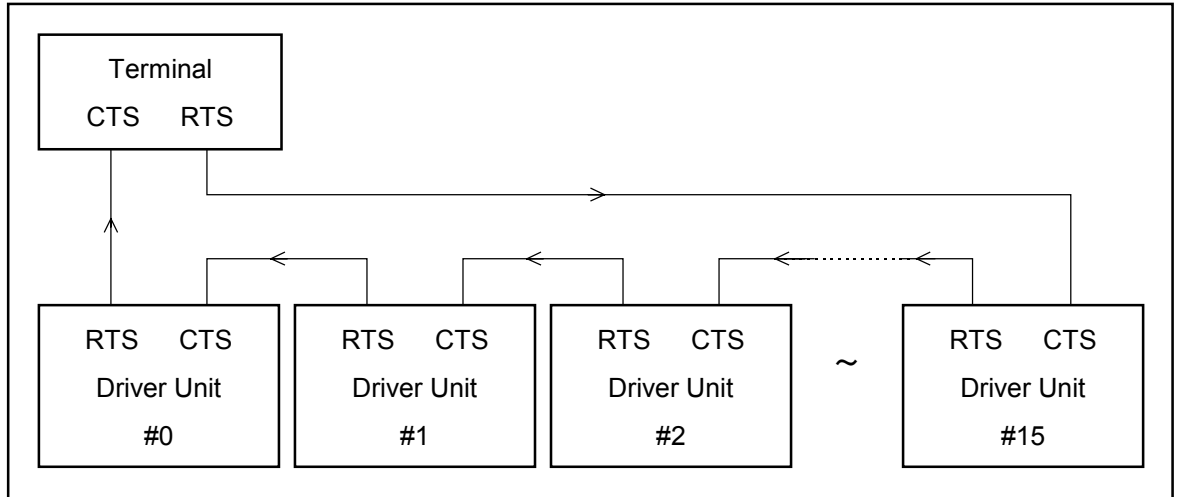 Terminal
CTS RTS
RTS CTS
Driver Unit
#0
RTS CTS
Driver Unit
#1
RTS CTS
Driver Unit
#2
~
RTS CTS
Driver Unit
#15